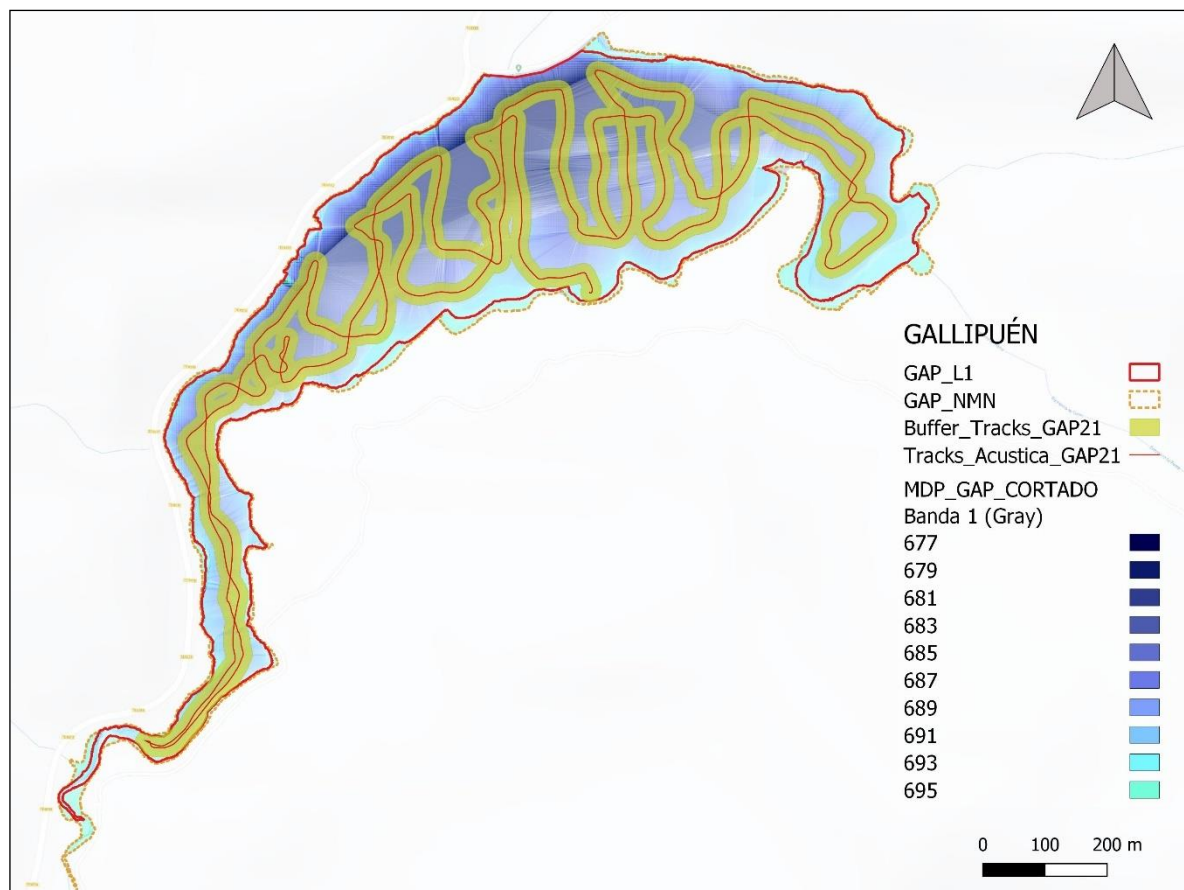 GALLIPUÉN
GAP_L1
GAP_NMN
Buffer_Tracks_GAP21
Tracks_Acustica_GAP21
MDP_GAP_CORTADO
Banda 1 (Gray)
677
679
681
683
685
687
689
691
693
695
0 100 200 m